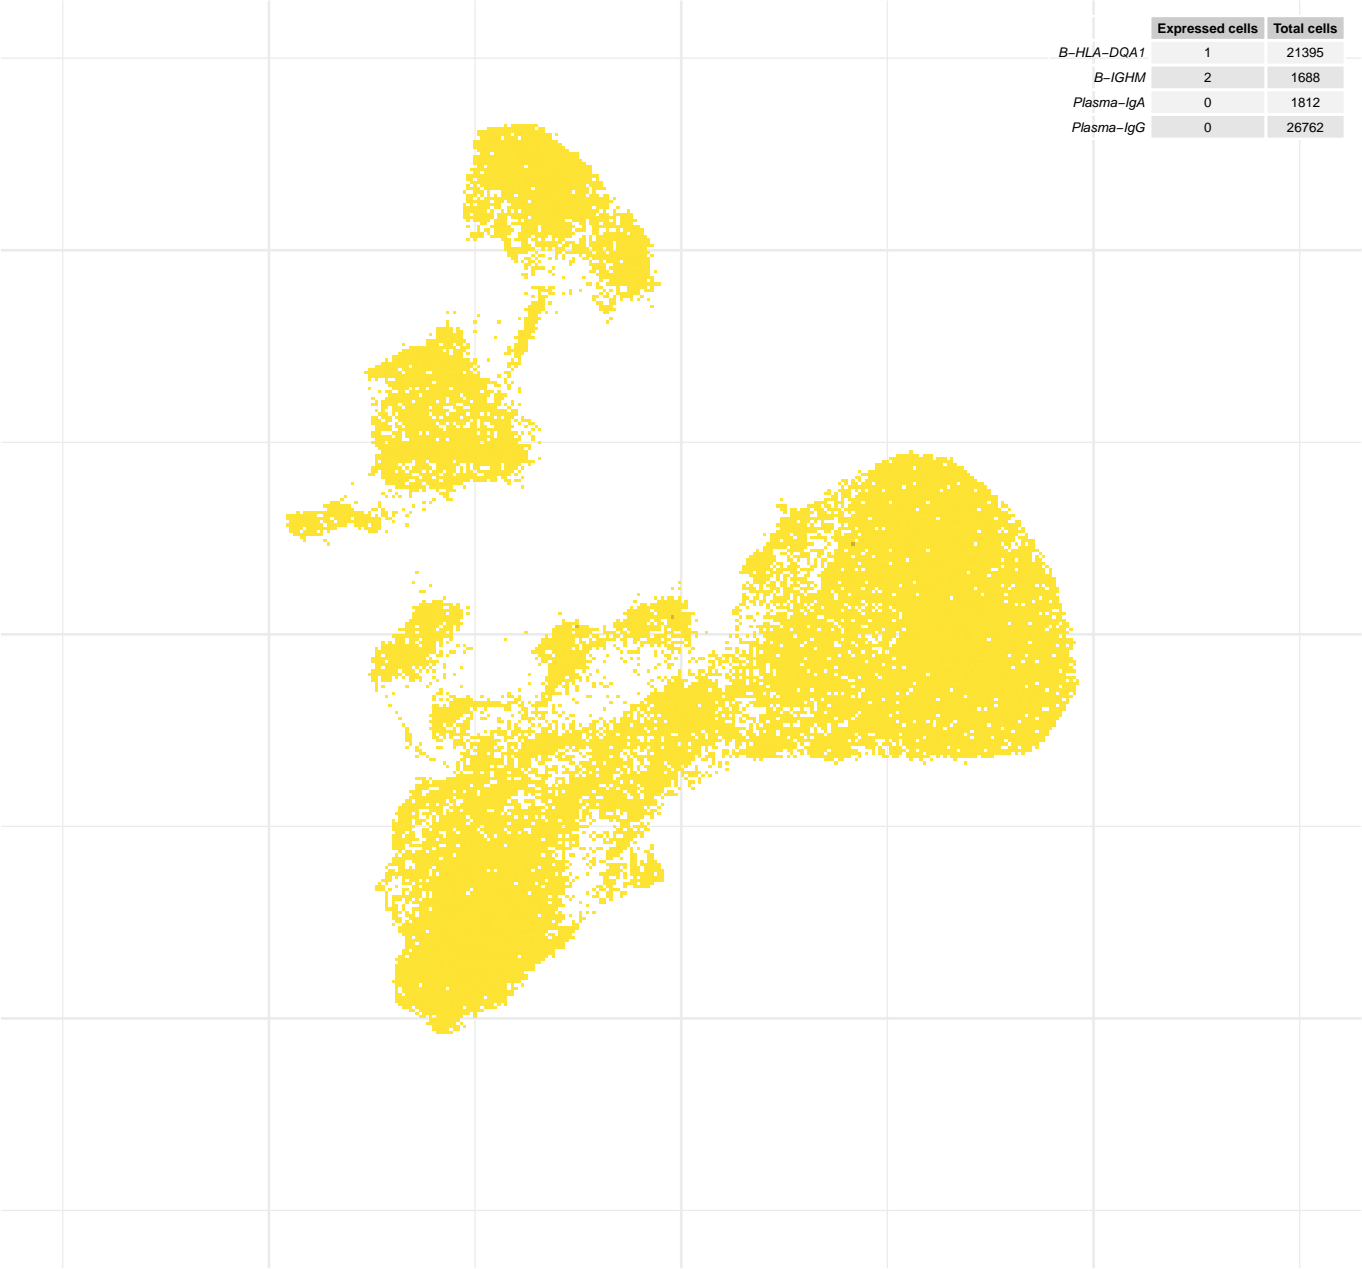 Expressed cells Total cells
B−HLA−DQA1 1 21395
B−IGHM 2 1688
Plasma−IgA 0 1812
Plasma−IgG 0 26762